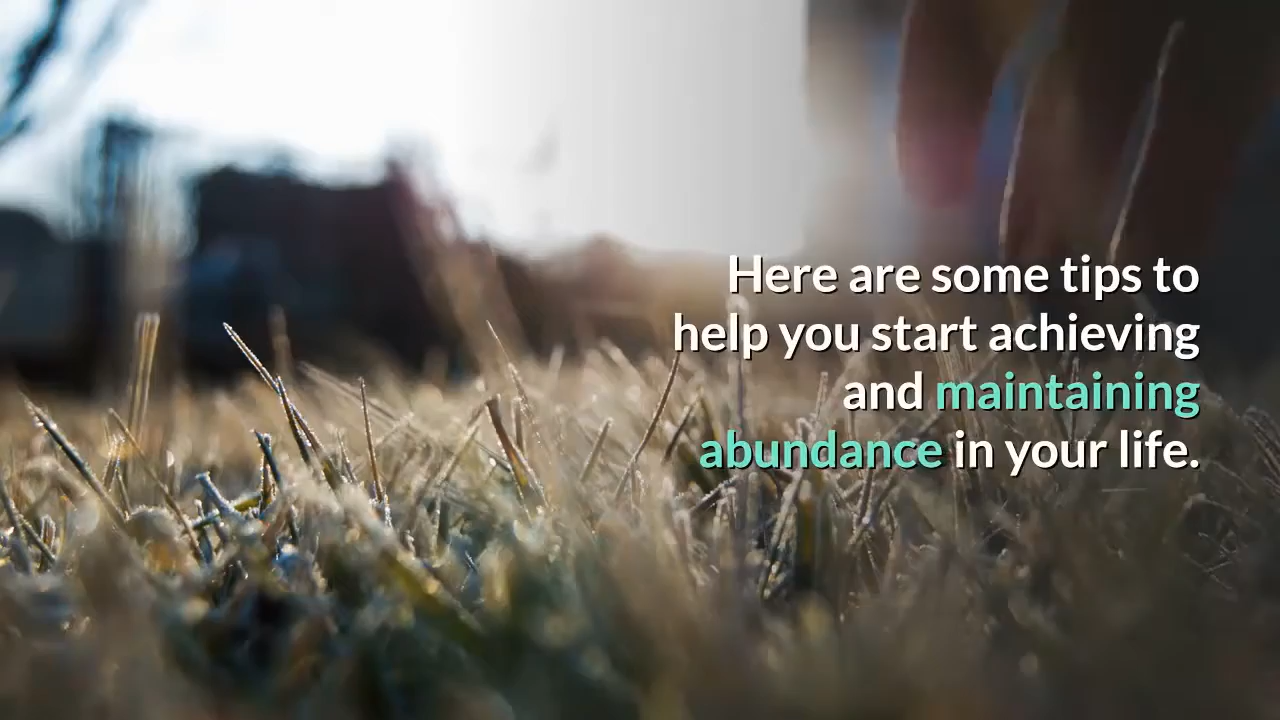 Here are some tips to
help you start achieving
and maintaining
abundance in your life.